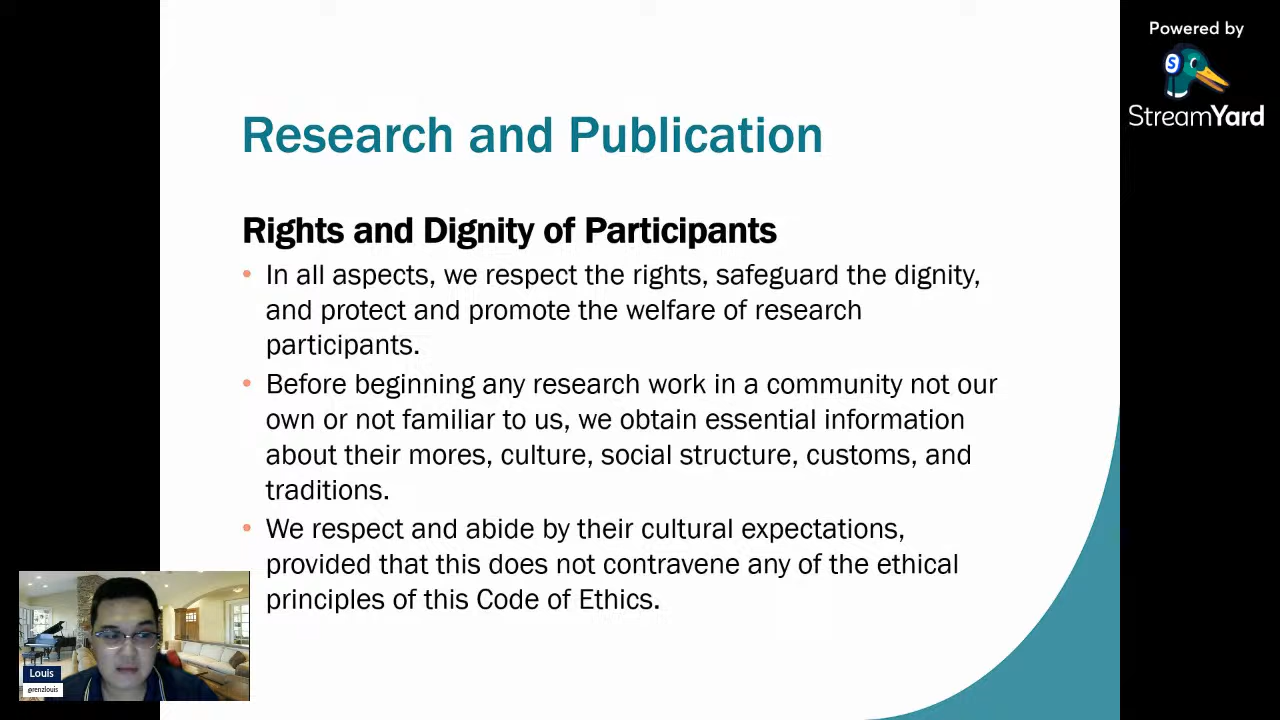 Powered by
S
StreamYard
Research and Publication
Rights and Dignity of Participants
• In all aspects, we respect the rights, safeguard the dignity,
and protect and promote the welfare of research
participants.
• Before beginning any research work in a community not our
own or not familiar to us, we obtain essential information
about their mores, culture, social structure, customs, and
traditions.
• We respect and abide by their cultural expectations,
provided that this does not contravene any of the ethical
principles of this Code of Ethics.
Louis
@renzlouis